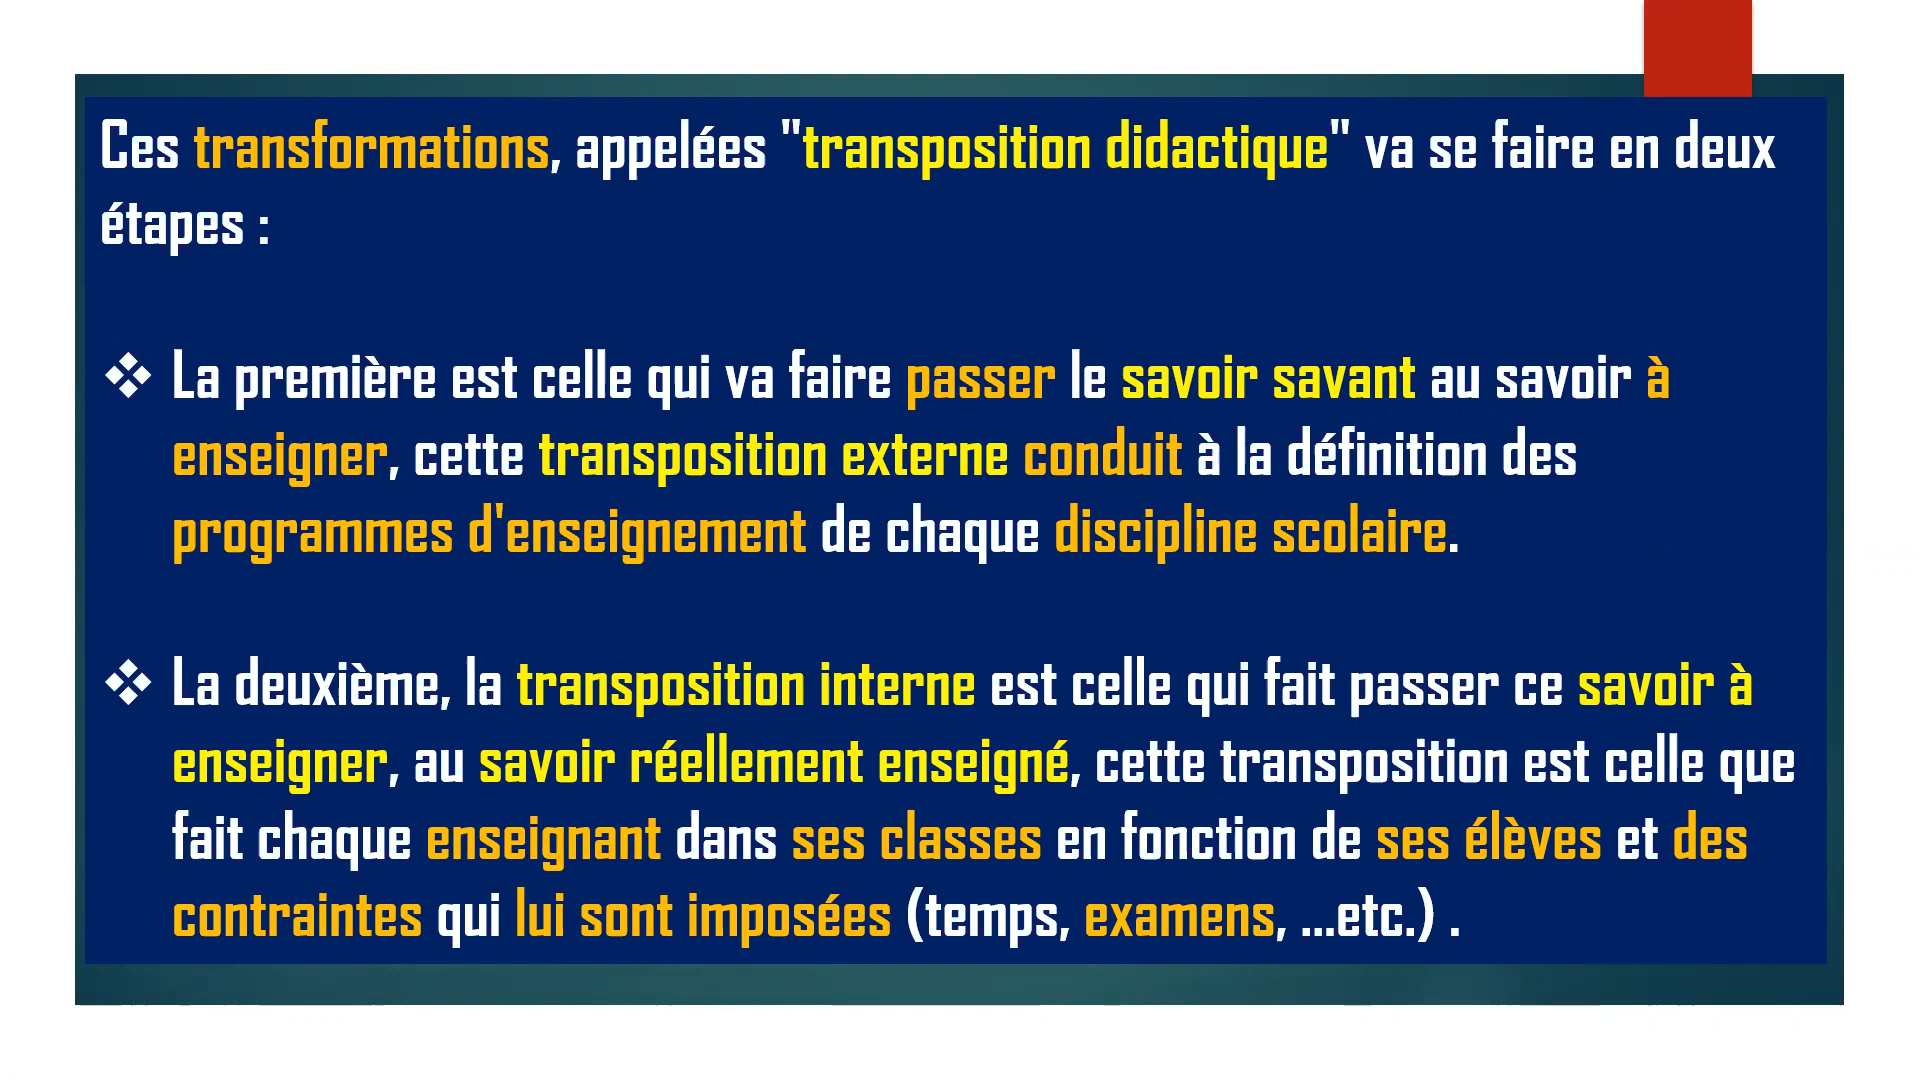 Ces transformations, appelées "transposition didactique" va se faire en deux
étapes :
❖ La première est celle qui va faire passer le savoir savant au savoir à
enseigner, cette transposition externe conduit à la définition des
programmes d'enseignement de chaque discipline scolaire.
❖ La deuxième, la transposition interne est celle qui fait passer ce savoir à
enseigner, au savoir réellement enseigné, cette transposition est celle que
fait chaque enseignant dans ses classes en fonction de ses élèves et des
contraintes qui lui sont imposées (temps, examens, ...etc.) .